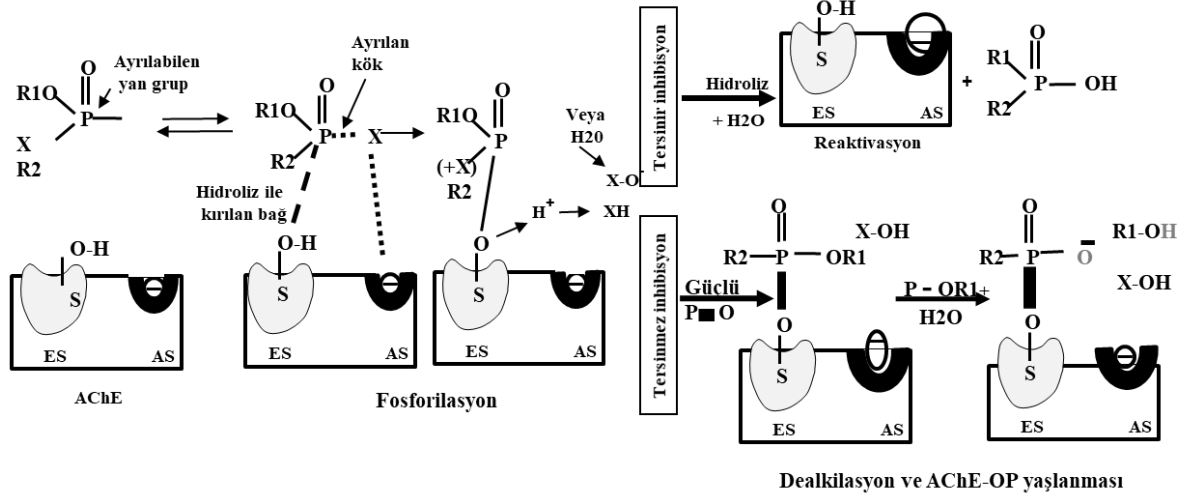 O
R1O
P
X
R2
Ayrılabilen
yan grup
O-H
S
ES
AS
AChE
Ayrılan
kök
O
R1O
P
X
R2
Hidroliz ile
kırılan bağ
O-H
S
ES
AS
Fosforilasyon
O
R1O
P
(+X)
R2
O
H+
S
ES
AS
Veya
H20
X-O-
XH
Tersinir inhibisyon
Hidroliz
+ H2O
O-H
S
ES
AS
Reaktivasyon
+
O
R1
P
OH
R2
Tersinmez inhibisyon
Güçlü
P O
O
R2
P
OR1
X-OH
O
S
ES
AS
P - OR1+
H2O
O
R2
P
O
R1-OH
X-OH
O
S
ES
AS
Dealkilasyon ve AChE-OP yaşlanması